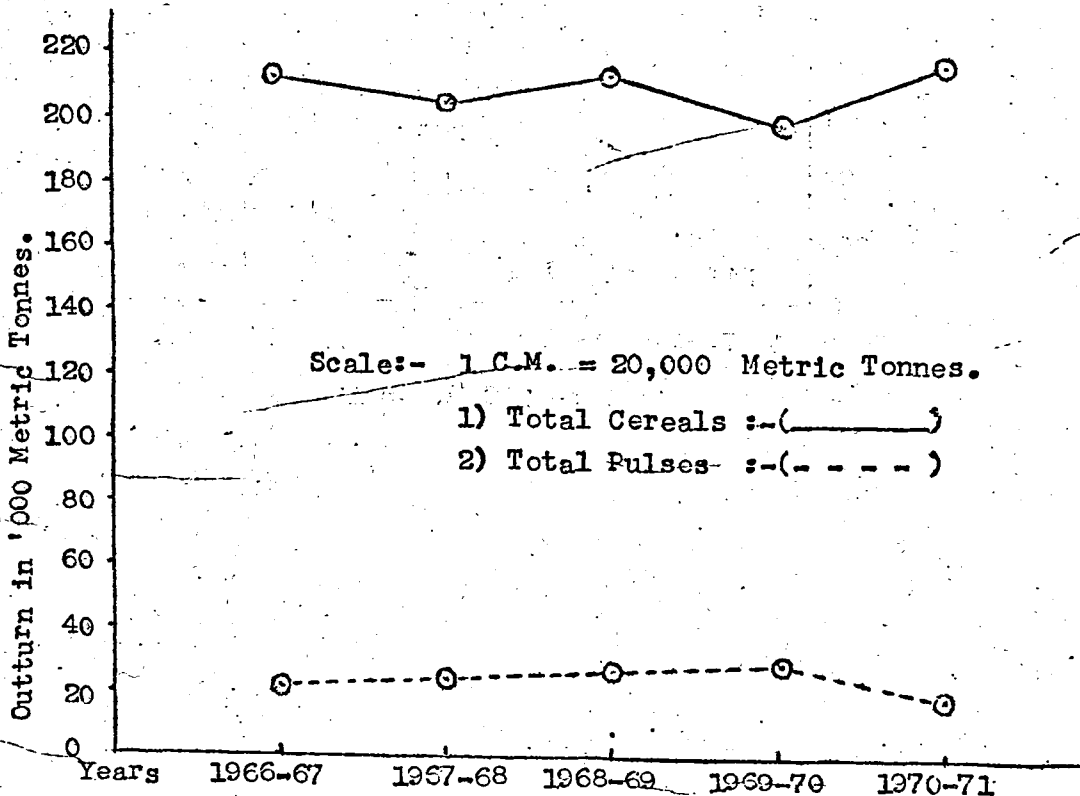 Outturn in '000 Metric Tonnes.
220
200
180
160
140
120
100
80
60
40
20
0
Scale:- 1 C.M. = 20,000 Metric Tonnes.
1) Total Cereals :-( )
2) Total Pulses :-(- - - -)
Years 1966-67 1967-68 1968-69 1969-70 1970-71